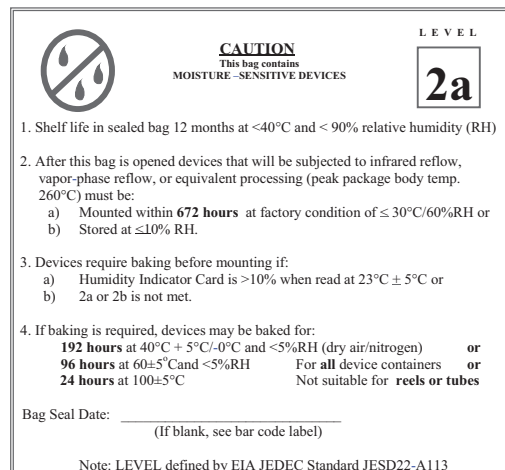 LEVEL
CAUTION
This bag contains
MOISTURE –SENSITIVE DEVICES
2a
1. Shelf life in sealed bag 12 months at <40°C and < 90% relative humidity (RH)
2. After this bag is opened devices that will be subjected to infrared reflow,
vapor-phase reflow, or equivalent processing (peak package body temp.
260°C) must be:
a) Mounted within 672 hours at factory condition of ≤ 30°C/60%RH or
b) Stored at ≤10% RH.
3. Devices require baking before mounting if:
a) Humidity Indicator Card is >10% when read at 23°C ± 5°C or
b) 2a or 2b is not met.
4. If baking is required, devices may be baked for:
192 hours at 40°C + 5°C/-0°C and <5%RH (dry air/nitrogen) or
96 hours at 60±5°Cand <5%RH For all device containers or
24 hours at 100±5°C Not suitable for reels or tubes
Bag Seal Date: ______________________________
(If blank, see bar code label)
Note: LEVEL defined by EIA JEDEC Standard JESD22-A113